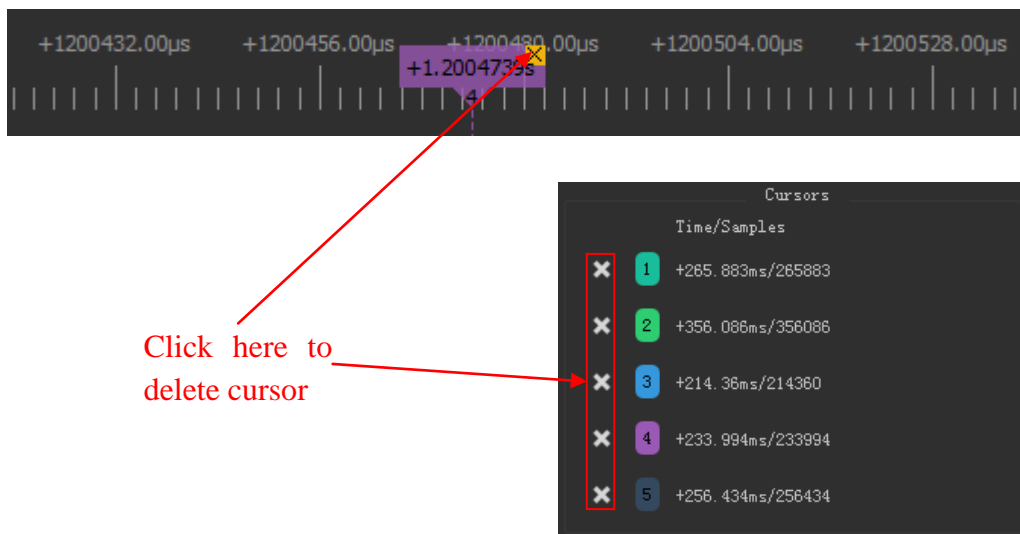 +1200432.00µs +1200456.00µs +1200480.00µs +1200504.00µs +1200528.00µs
+1.2004739s
4
Cursors
Time/Samples
1 +265.883ms/265883
2 +356.086ms/356086
Click here to
delete cursor
3 +214.36ms/214360
4 +233.994ms/233994
5 +256.434ms/256434